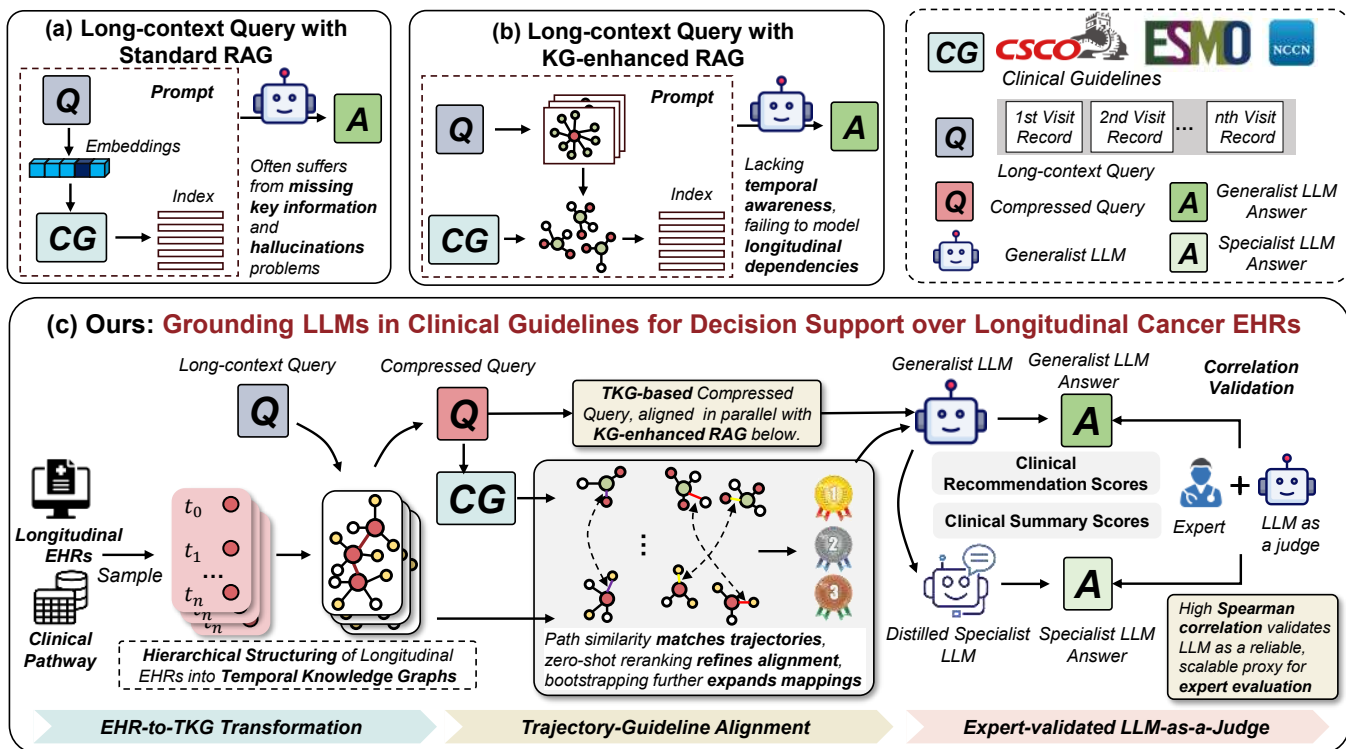 (a) Long-context Query with
Standard RAG
Q
Prompt
A
Embeddings
Index
CG
Often suffers
from missing
key information
and
hallucinations
problems
(b) Long-context Query with
KG-enhanced RAG
Q
Prompt
A
Index
CG
Lacking
temporal
awareness,
failing to model
longitudinal
dependencies
CG
CSCO
ESMO
NCCN
Clinical Guidelines
1st Visit
Record
2nd Visit
Record
...
nth Visit
Record
Q
Long-context Query
Q
Compressed Query
A
Generalist LLM
Answer
Generalist LLM
A
Specialist LLM
Answer
(c) Ours: Grounding LLMs in Clinical Guidelines for Decision Support over Longitudinal Cancer EHRs
Long-context Query
Q
Compressed Query
Q
TKG-based Compressed
Query, aligned in parallel with
KG-enhanced RAG below.
Generalist LLM
Generalist LLM
Answer
A
Correlation
Validation
Longitudinal
EHRs
Sample
Clinical
Pathway
t0
t1
...
tn
tn
tn
CG
1
2
3
Clinical
Recommendation Scores
Clinical Summary Scores
Expert
+
LLM as
a judge
Hierarchical Structuring of Longitudinal
EHRs into Temporal Knowledge Graphs
Path similarity matches trajectories,
zero-shot reranking refines alignment,
bootstrapping further expands mappings
Distilled Specialist
LLM
A
Specialist LLM
Answer
High Spearman
correlation validates
LLM as a reliable,
scalable proxy for
expert evaluation
EHR-to-TKG Transformation
Trajectory-Guideline Alignment
Expert-validated LLM-as-a-Judge